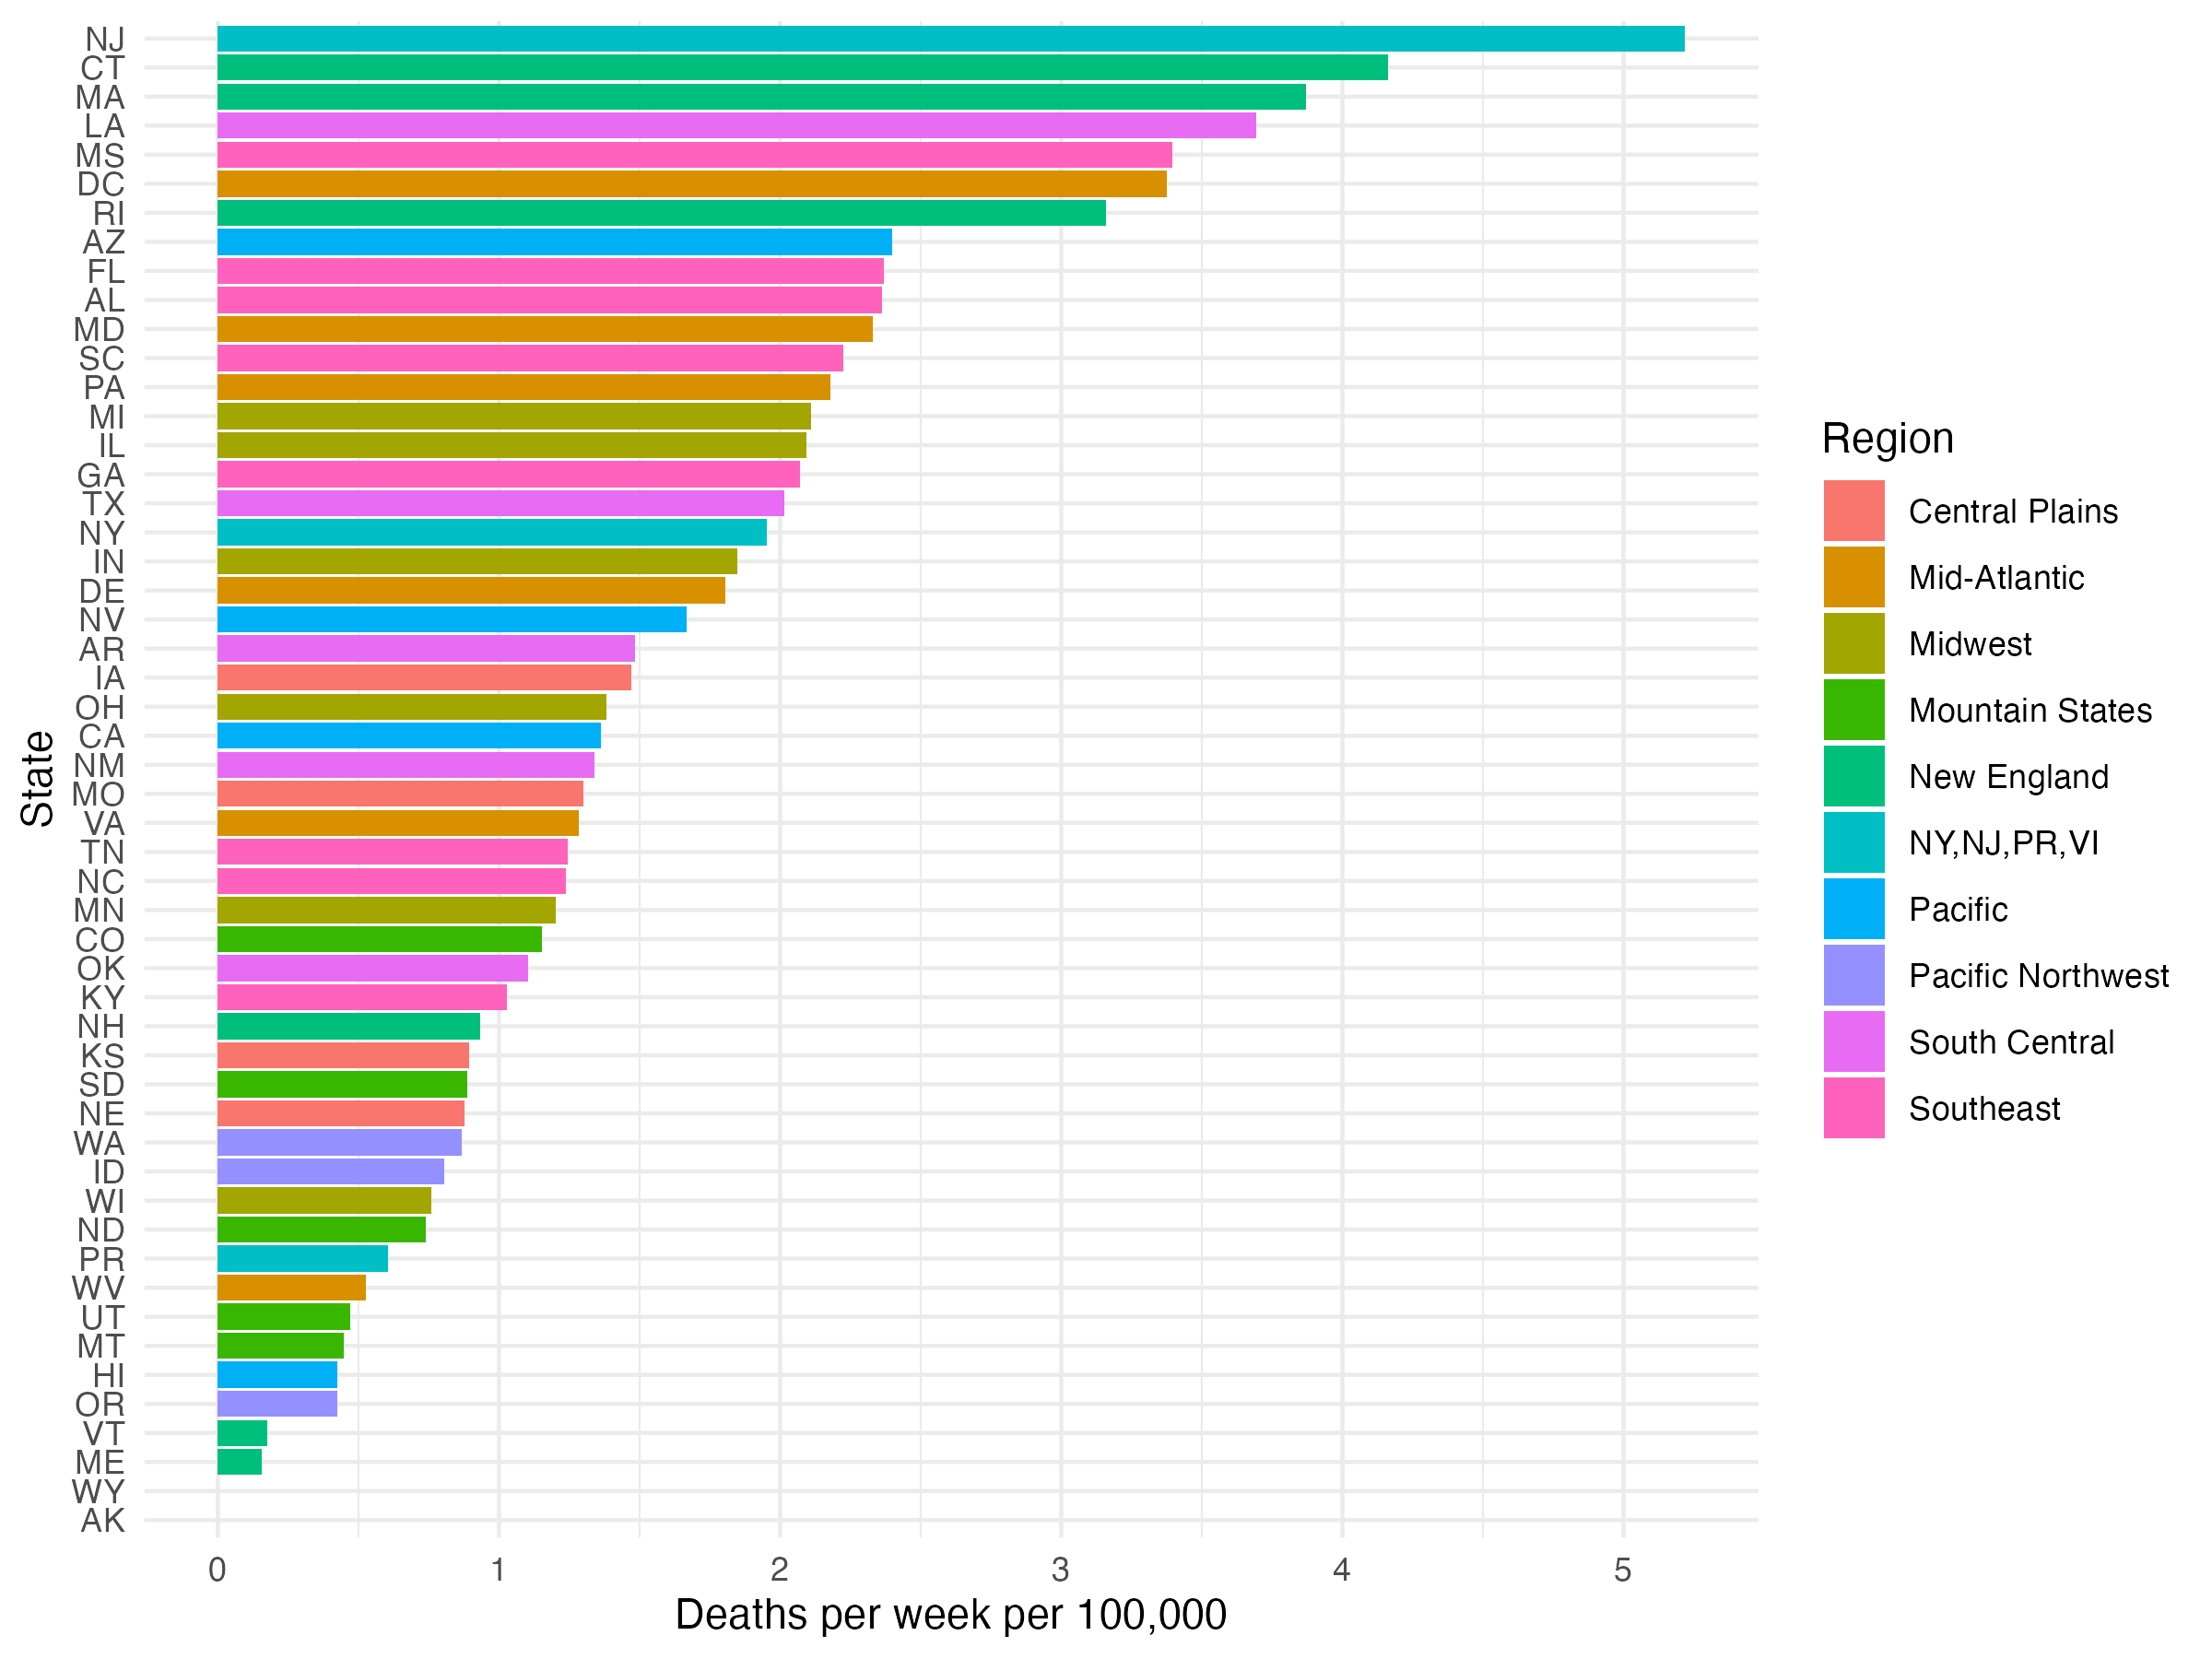 NJ
CT
MA
LA
MS
DC
RI
AZ
FL
AL
MD
SC
PA
MI
IL
GA
TX
NY
IN
DE
NV
AR
IA
OH
CA
NM
MO
VA
TN
NC
MN
CO
OK
KY
NH
KS
SD
NE
WA
ID
WI
ND
PR
WV
UT
MT
HI
OR
VT
ME
WY
AK
State
0 1 2 3 4 5
Deaths per week per 100,000
Region
Central Plains
Mid-Atlantic
Midwest
Mountain States
New England
NY,NJ,PR,VI
Pacific
Pacific Northwest
South Central
Southeast